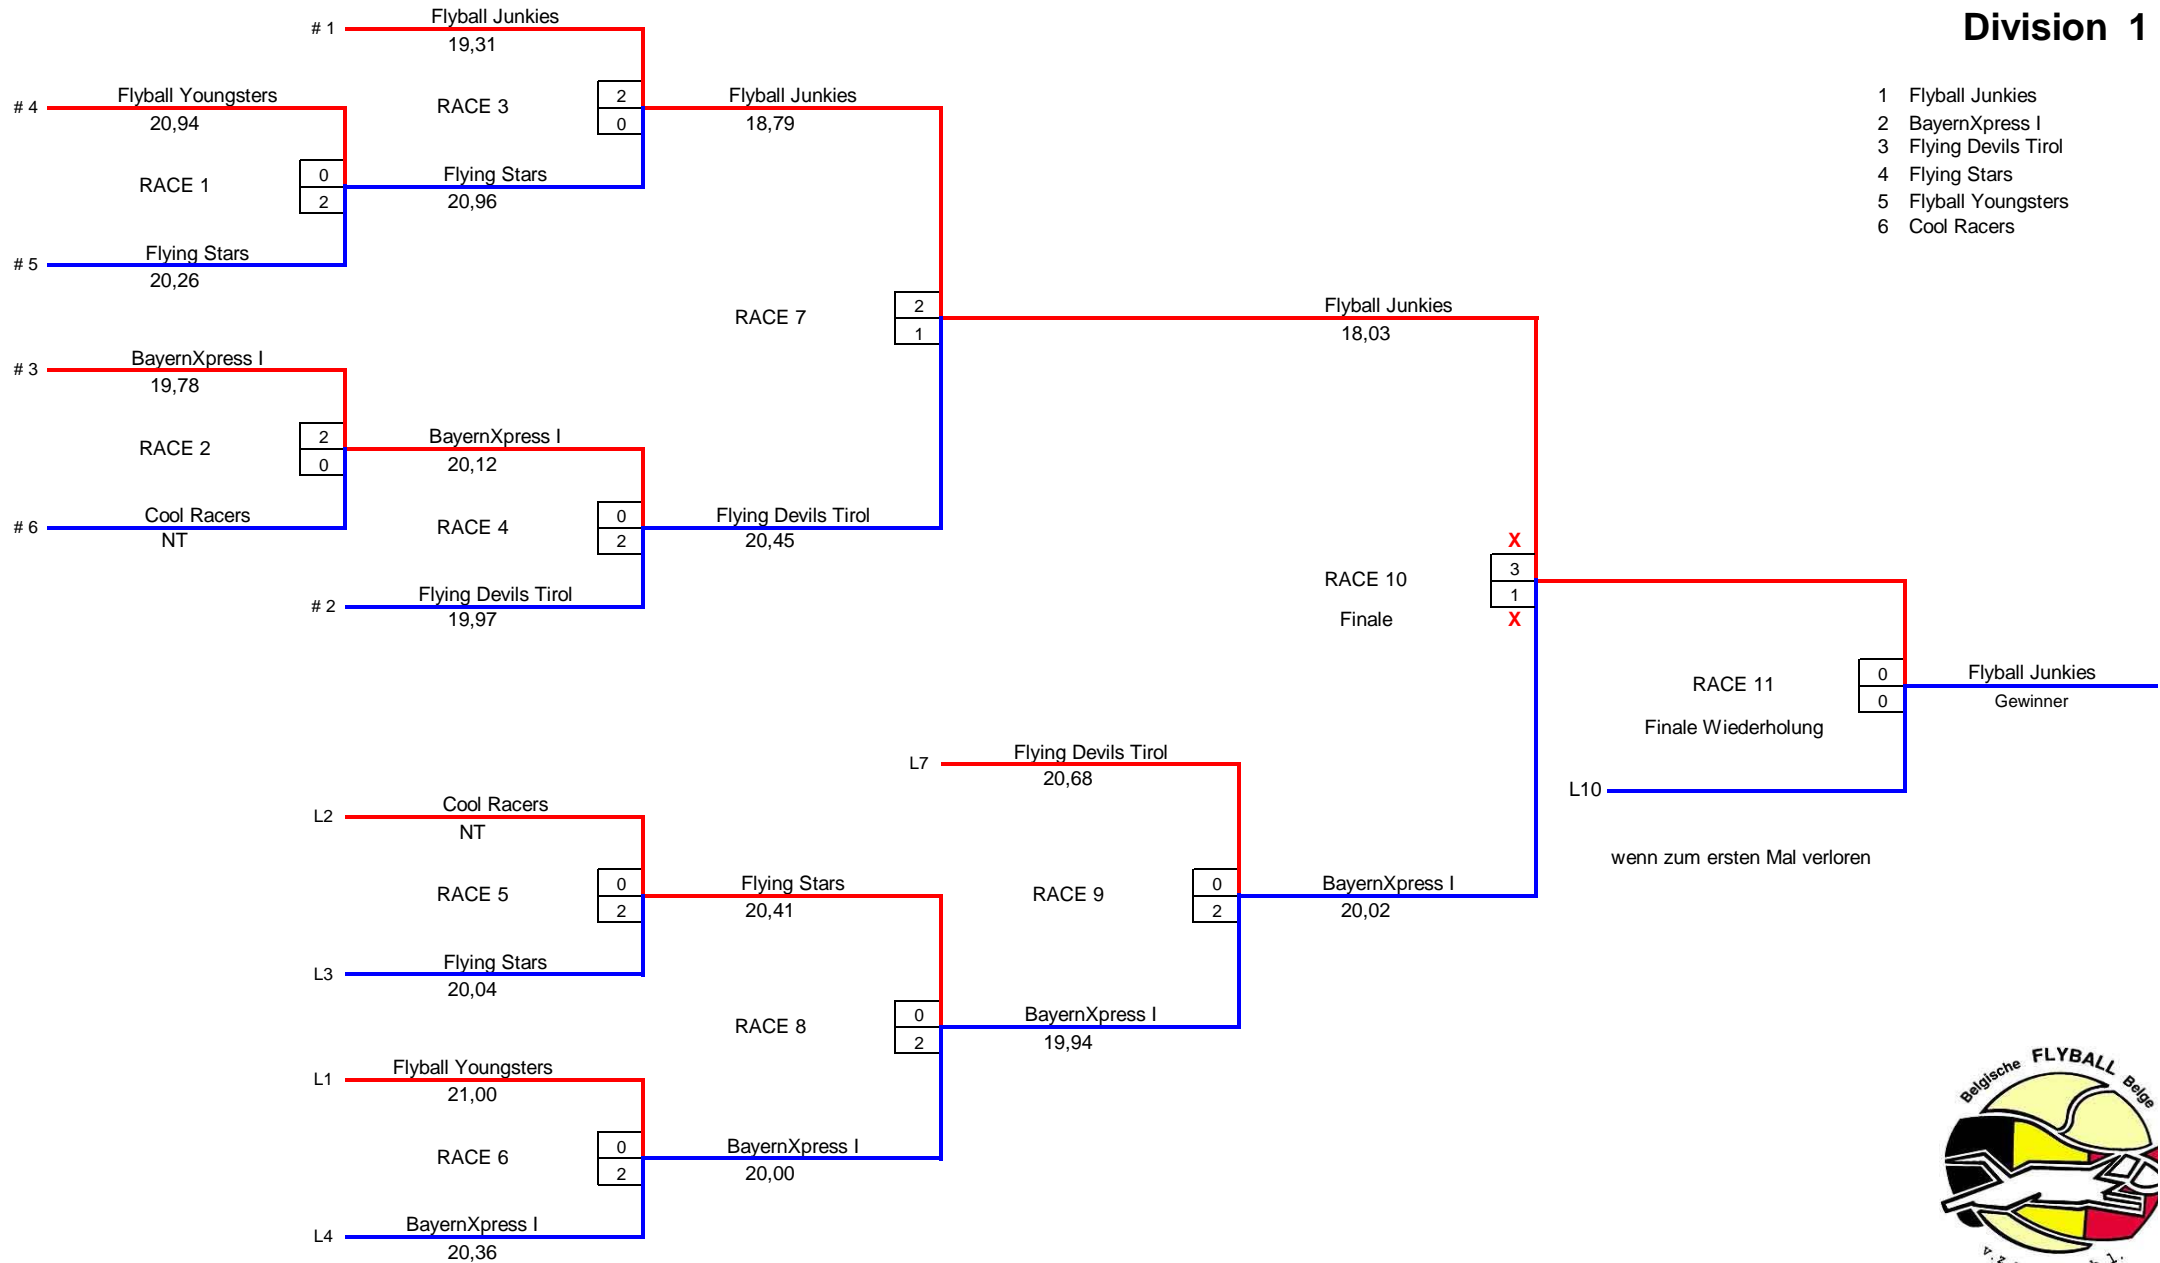 Division 1
1 Flyball Junkies
2 BayernXpress I
3 Flying Devils Tirol
4 Flying Stars
5 Flyball Youngsters
6 Cool Racers
# 1
Flyball Junkies
19,31
# 4
Flyball Youngsters
20,94
RACE 3
2
0
Flyball Junkies
18,79
RACE 1
0
2
Flying Stars
20,96
# 5
Flying Stars
20,26
RACE 7
2
1
Flyball Junkies
18,03
# 3
BayernXpress I
19,78
RACE 2
2
0
BayernXpress I
20,12
# 6
Cool Racers
NT
RACE 4
0
2
Flying Devils Tirol
20,45
# 2
Flying Devils Tirol
19,97
X
RACE 10
3
1
Finale
X
RACE 11
0
0
Finale Wiederholung
Flyball Junkies
Gewinner
L7
Flying Devils Tirol
20,68
L10
wenn zum ersten Mal verloren
L2
Cool Racers
NT
RACE 5
0
2
Flying Stars
20,41
RACE 9
0
2
BayernXpress I
20,02
L3
Flying Stars
20,04
RACE 8
0
2
BayernXpress I
19,94
L1
Flyball Youngsters
21,00
RACE 6
0
2
BayernXpress I
20,00
L4
BayernXpress I
20,36
Belgische FLYBALL Belge